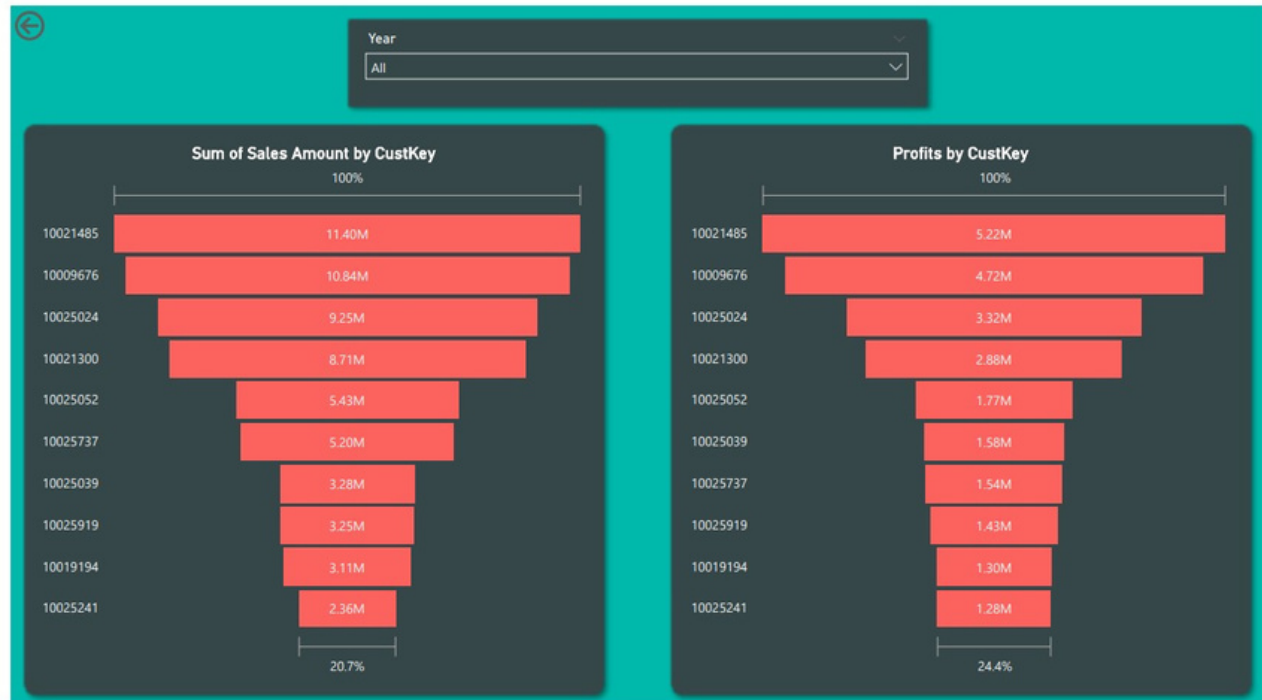 Year
All
Sum of Sales Amount by CustKey
100%
10021485 11.40M
10009676 10.84M
10025024 9.25M
10021300 8.71M
10025052 5.43M
10025737 5.20M
10025039 3.28M
10025919 3.25M
10019194 3.11M
10025241 2.36M
20.7%
Profits by CustKey
100%
10021485 5.22M
10009676 4.72M
10025024 3.32M
10021300 2.88M
10025052 1.77M
10025039 1.58M
10025737 1.54M
10025919 1.43M
10019194 1.30M
10025241 1.28M
24.4%